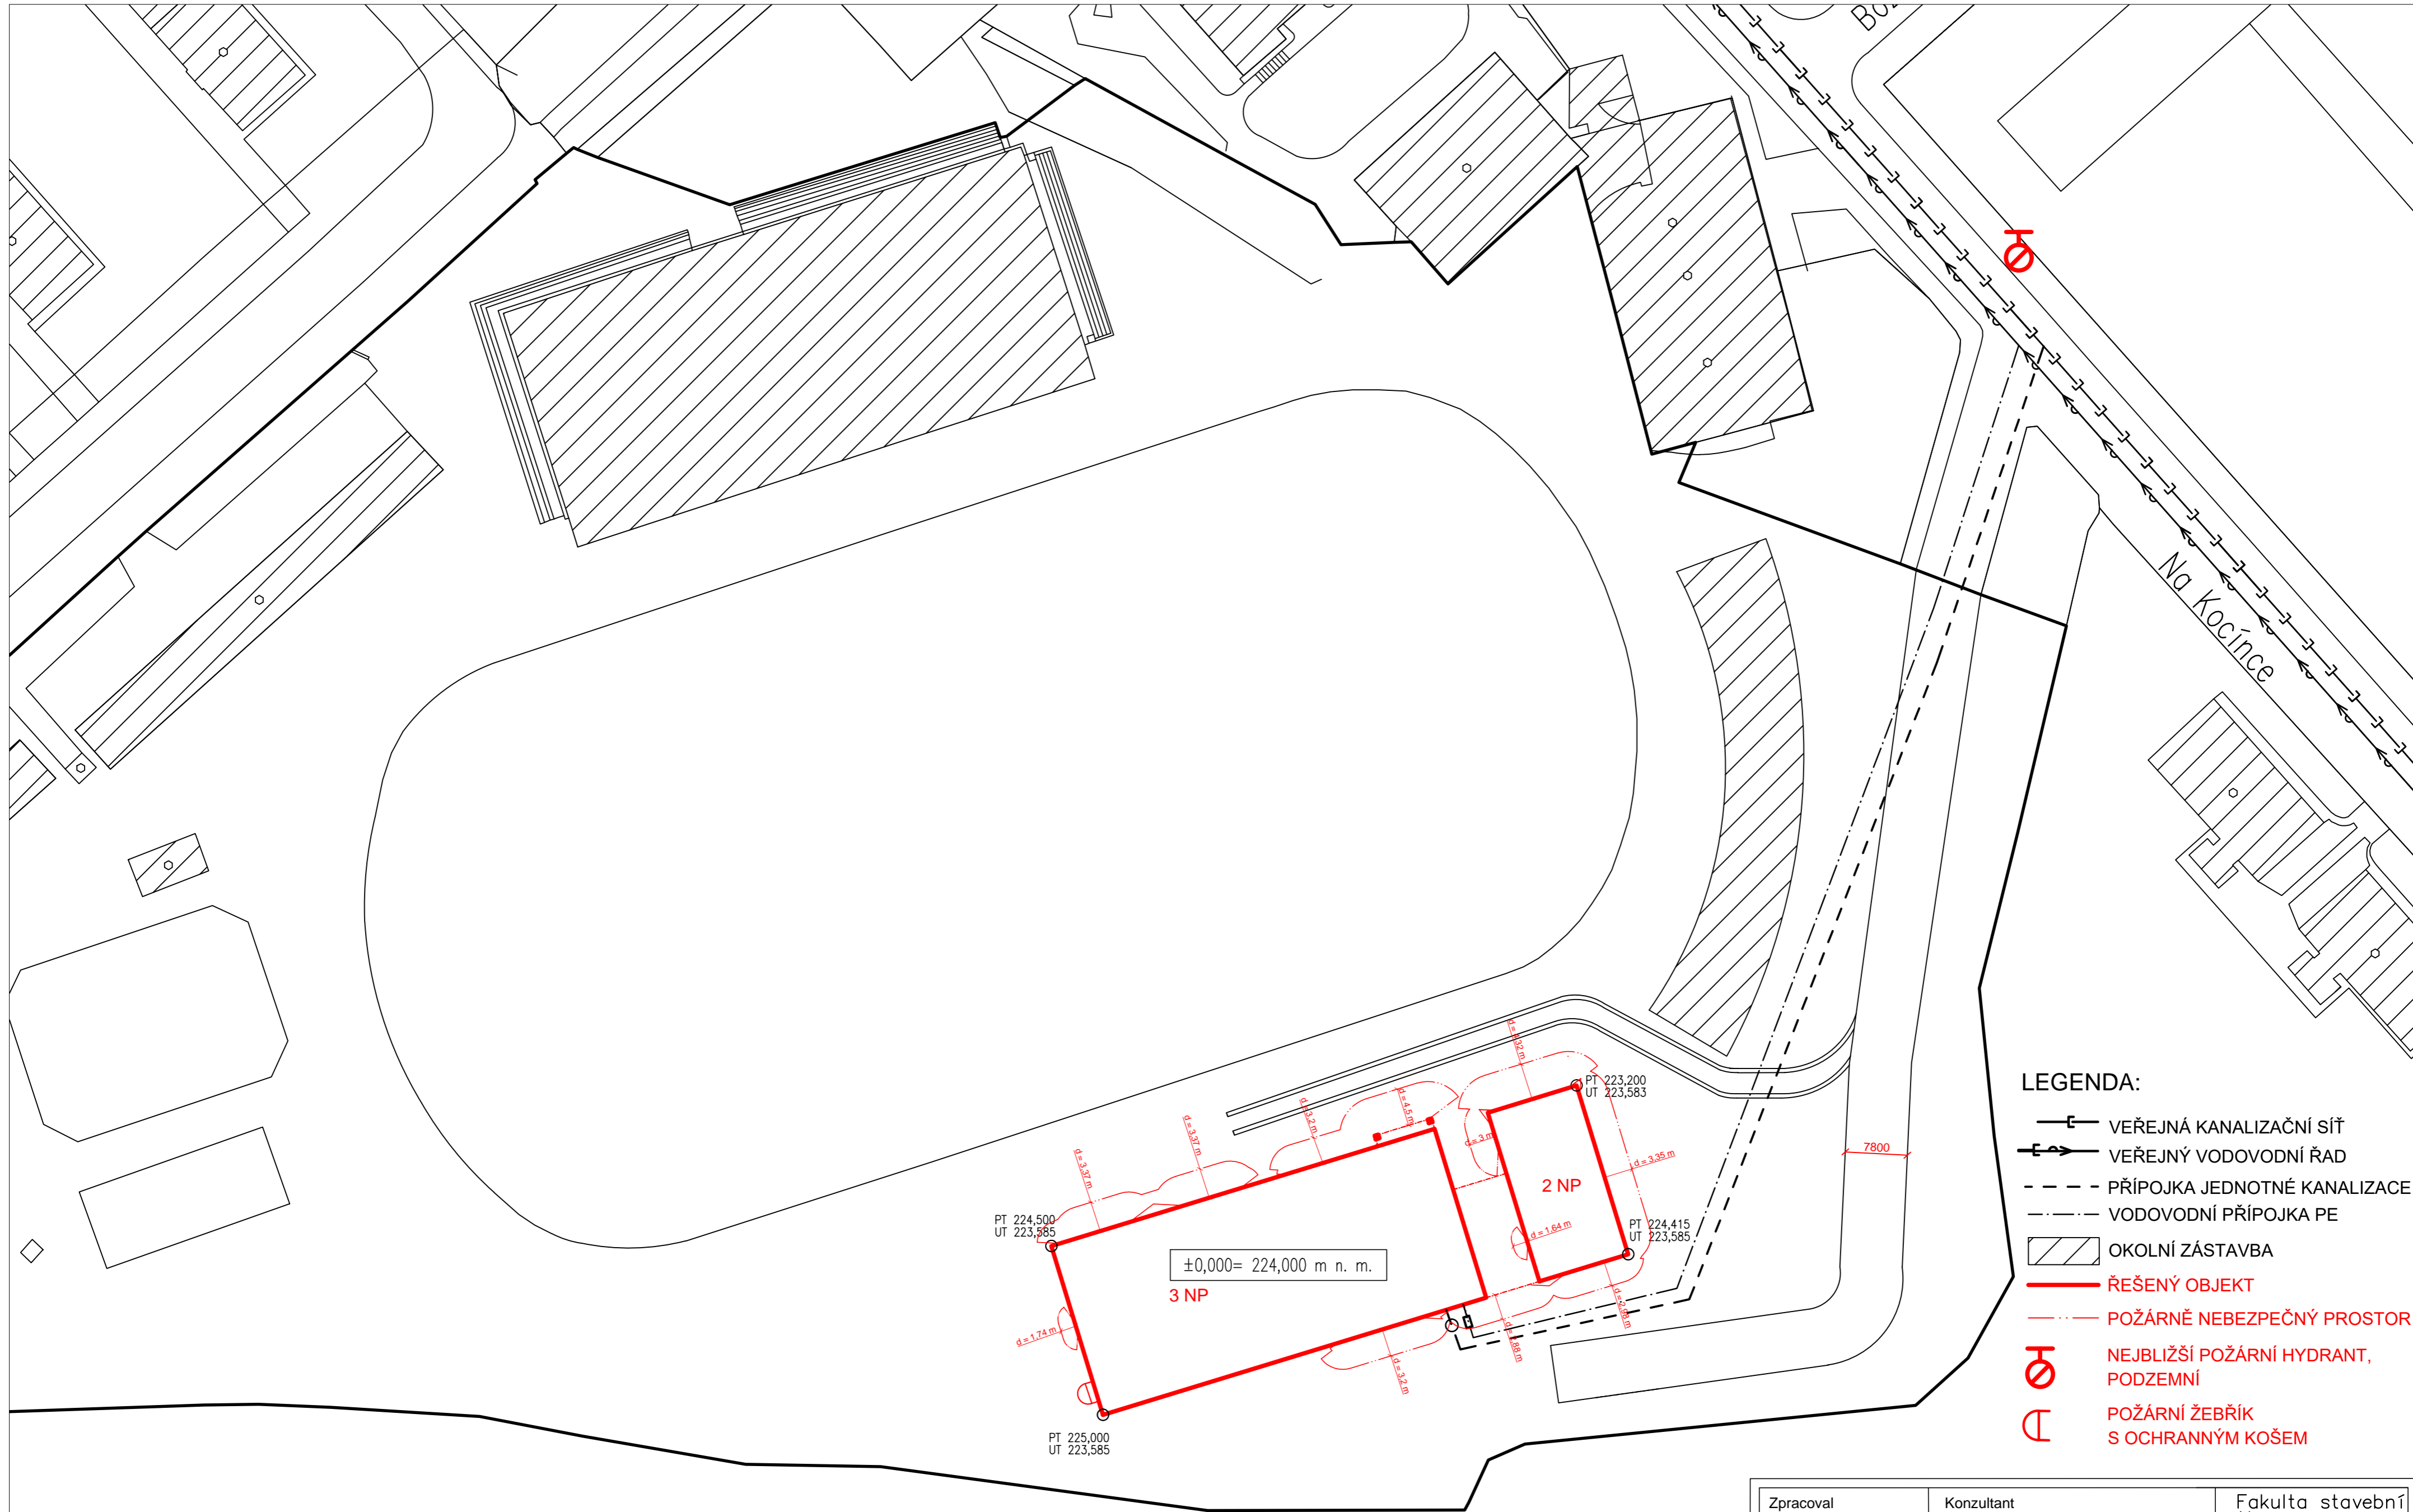 Na Kocínce
d = 3,37 m
d = 3,37 m
d = 3,2 m
d = 4,5 m
d = 3 m
PT 223,200
UT 223,583
d = 3,35 m
2 NP
d = 1,64 m
PT 224,415
UT 223,585
PT 224,500
UT 223,585
±0,000= 224,000 m n. m.
3 NP
d = 1,74 m
d = 3,2 m
PT 225,000
UT 223,585
7800
LEGENDA:
VEŘEJNÁ KANALIZAČNÍ SÍŤ
VEŘEJNÝ VODOVODNÍ ŘAD
PŘÍPOJKA JEDNOTNÉ KANALIZACE
VODOVODNÍ PŘÍPOJKA PE
OKOLNÍ ZÁSTAVBA
ŘEŠENÝ OBJEKT
POŽÁRNĚ NEBEZPEČNÝ PROSTOR
NEJBLIŽŠÍ POŽÁRNÍ HYDRANT,
PODZEMNÍ
POŽÁRNÍ ŽEBŘÍK
S OCHRANNÝM KOŠEM
Zpracoval
Konzultant
Fakulta stavební